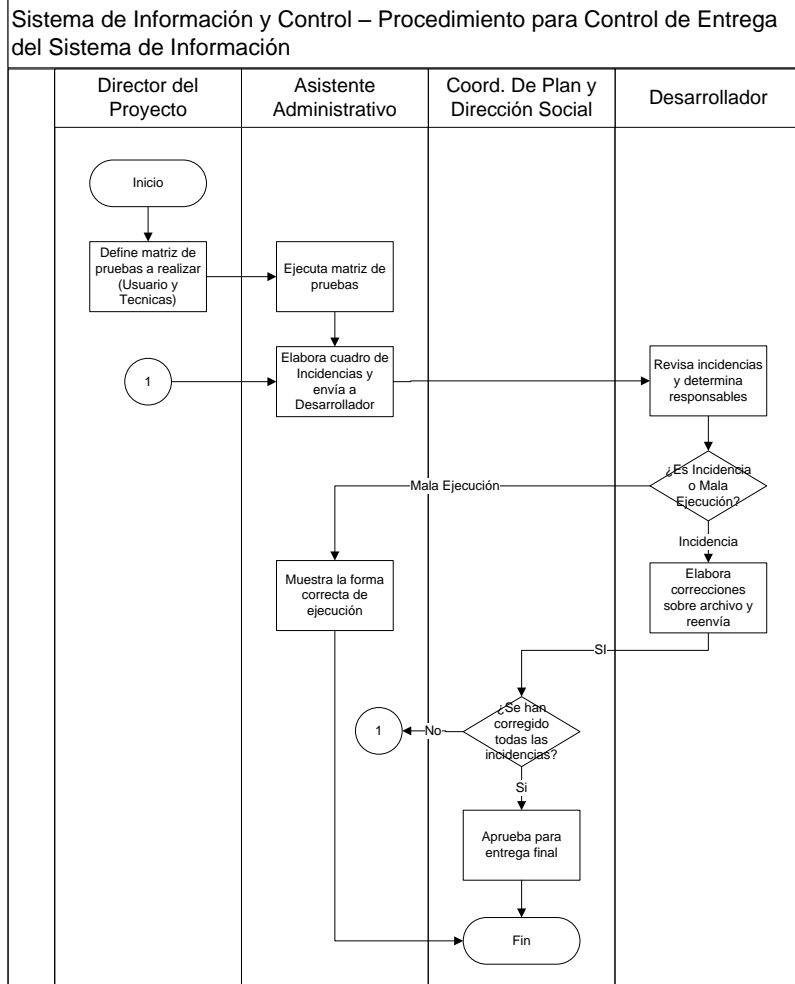 Sistema de Información y Control – Procedimiento para Control de Entrega
del Sistema de Información
Director del
Proyecto
Asistente
Administrativo
Coord. De Plan y
Dirección Social
Desarrollador
Inicio
Define matriz de
pruebas a realizar
(Usuario y
Tecnicas)
Ejecuta matriz de
pruebas
1
Elabora cuadro de
Incidencias y
envía a
Desarrollador
Revisa incidencias
y determina
responsables
¿Es Incidencia
o Mala
Ejecución?
Mala Ejecución
Incidencia
Muestra la forma
correcta de
ejecución
Elabora
correcciones
sobre archivo y
reenvía
SI
¿Se han
corregido
todas las
incidencias?
No
1
Si
Aprueba para
entrega final
Fin